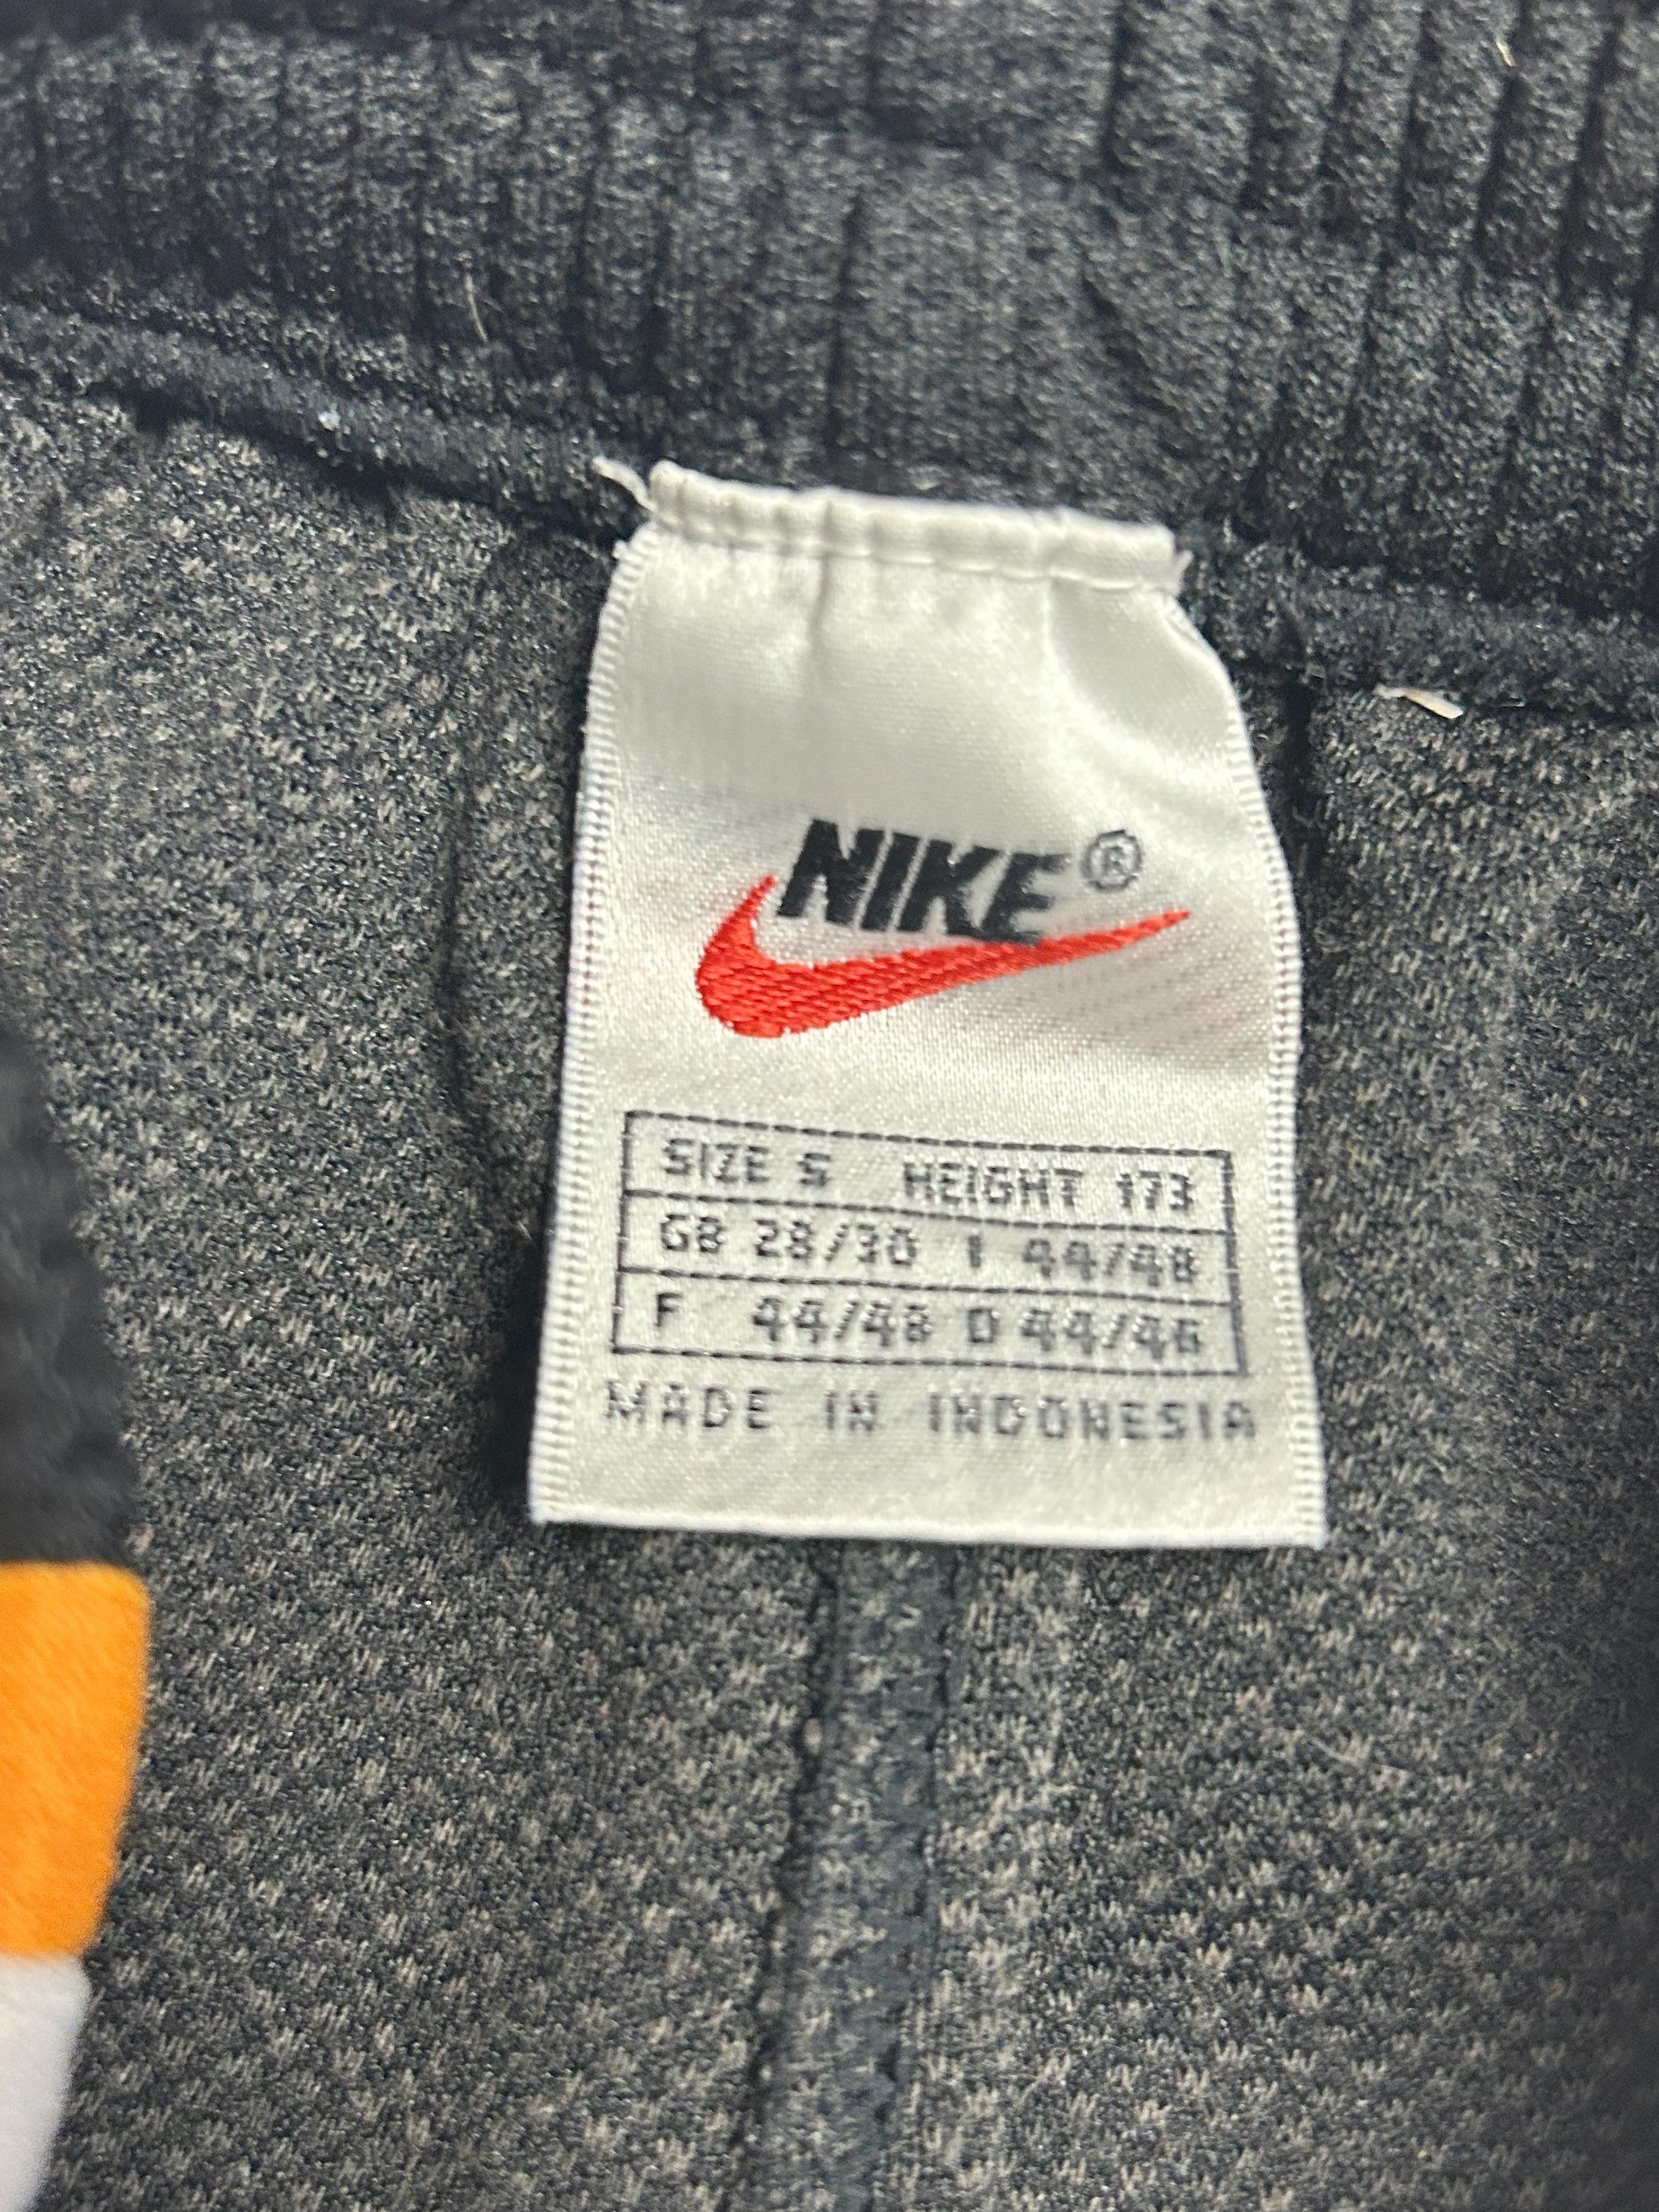 NIKE®
SIZE S HEIGHT 173
GB 28/30 I 44/48
F 44/48 D 44/46
MADE IN INDONESIA